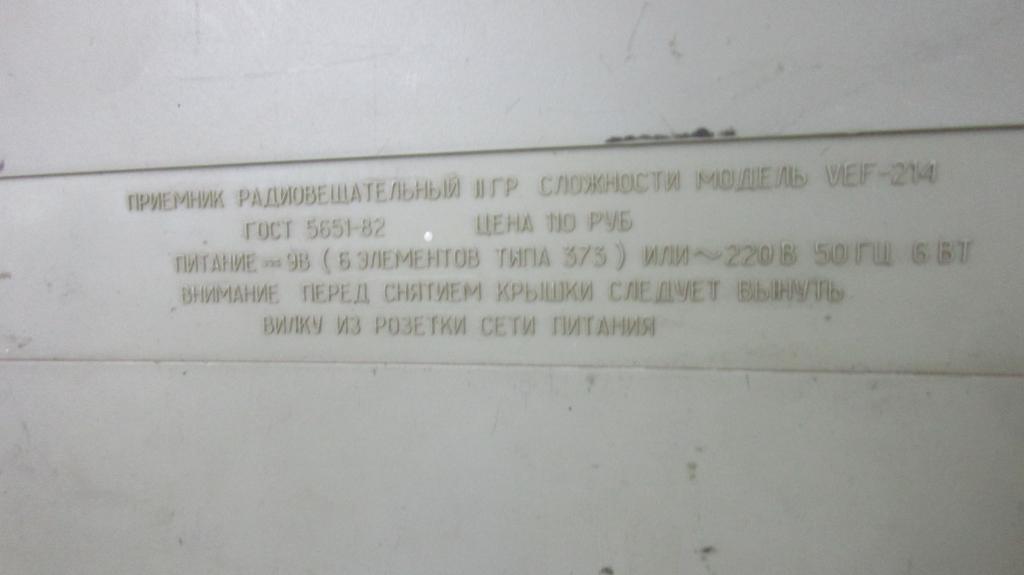 ПРИЕМНИК РАДИОВЕЩАТЕЛЬНЫЙ II ГР СЛОЖНОСТИ МОДЕЛЬ VEF-214
ГОСТ 5651-82 ЦЕНА 110 РУБ
ПИТАНИЕ = 9В ( 6 ЭЛЕМЕНТОВ ТИПА 373 ) ИЛИ ~ 220 В 50 ГЦ 6 ВТ
ВНИМАНИЕ ПЕРЕД СНЯТИЕМ КРЫШКИ СЛЕДУЕТ ВЫНУТЬ
ВИЛКУ ИЗ РОЗЕТКИ СЕТИ ПИТАНИЯ